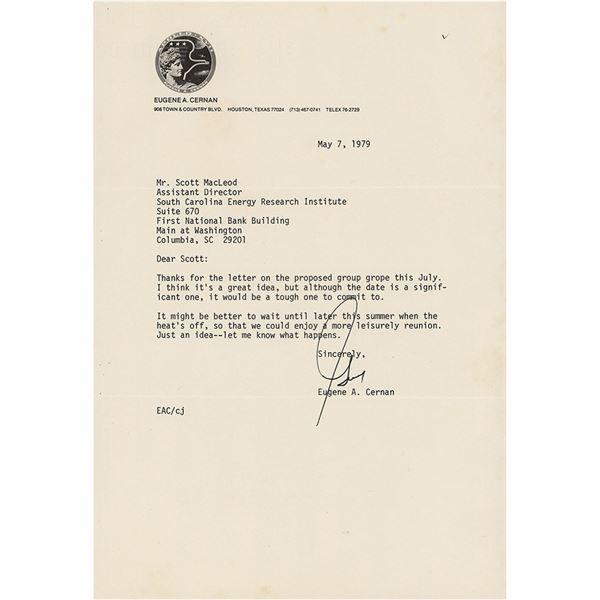 EUGENE A. CERNAN
908 TOWN & COUNTRY BLVD. HOUSTON, TEXAS 77024 (713) 467-0741 TELEX 76-2729
May 7, 1979
Mr. Scott MacLeod
Assistant Director
South Carolina Energy Research Institute
Suite 670
First National Bank Building
Main at Washington
Columbia, SC 29201
Dear Scott:
Thanks for the letter on the proposed group grope this July.
I think it's a great idea, but although the date is a signif-
icant one, it would be a tough one to commit to.
It might be better to wait until later this summer when the
heat's off, so that we could enjoy a more leisurely reunion.
Just an idea--let me know what happens.
Sincerely,
Eugene A. Cernan
EAC/cj